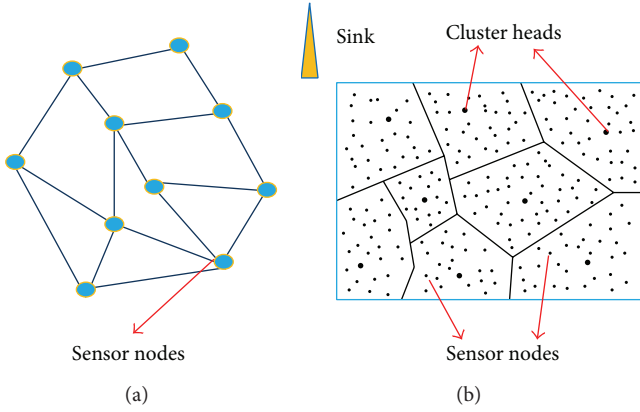 Sink
Cluster heads
Sensor nodes
Sensor nodes
(a)
(b)